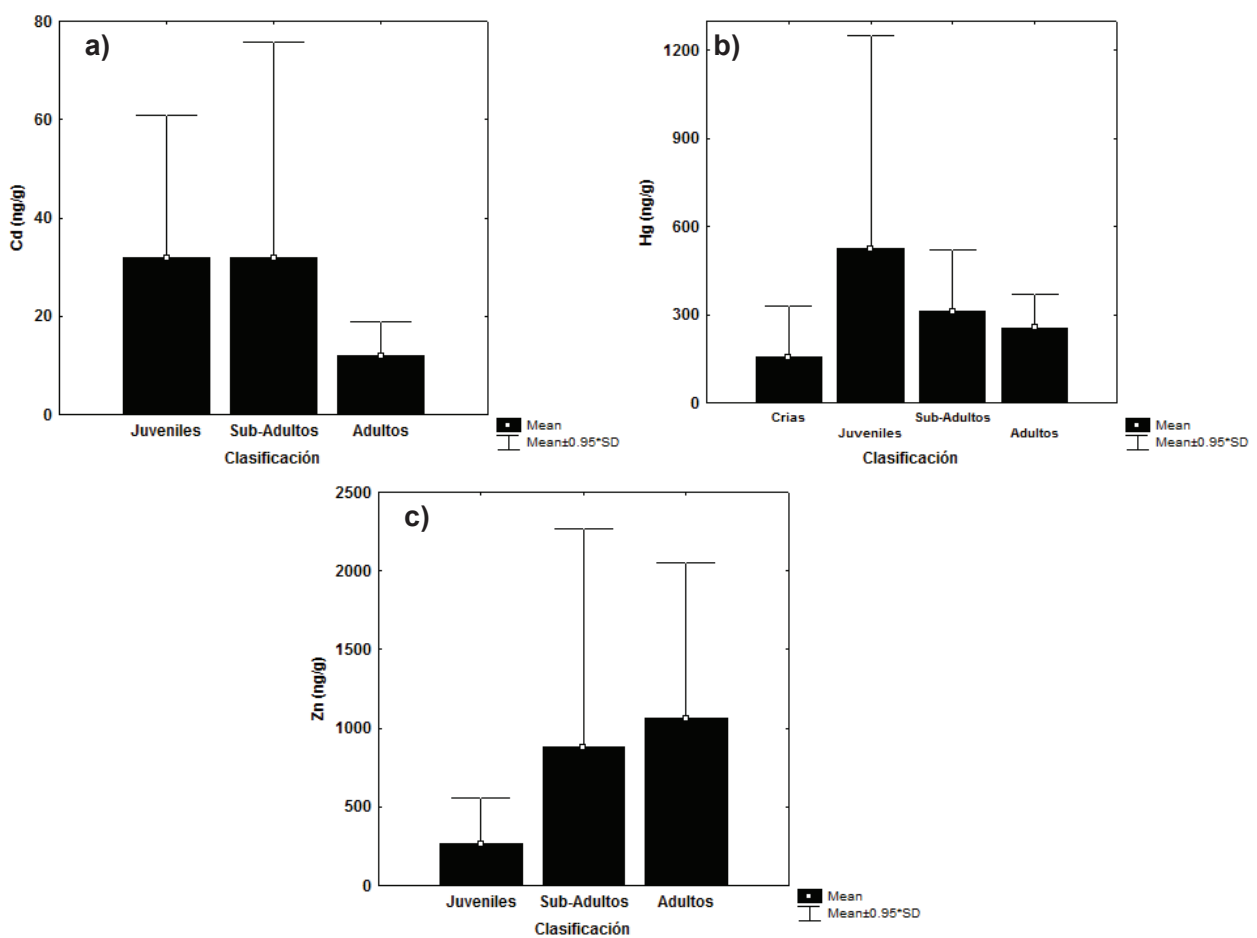 a)
80
60
40
20
0
Cd (ng/g)
Juveniles Sub-Adultos Adultos
Clasificación
Mean
Mean±0.95*SD
b)
1200
900
600
300
0
Hg (ng/g)
Crias Juveniles Sub-Adultos Adultos
Clasificación
Mean
Mean±0.95*SD
c)
2500
2000
1500
1000
500
0
Zn (ng/g)
Juveniles Sub-Adultos Adultos
Clasificación
Mean
Mean±0.95*SD